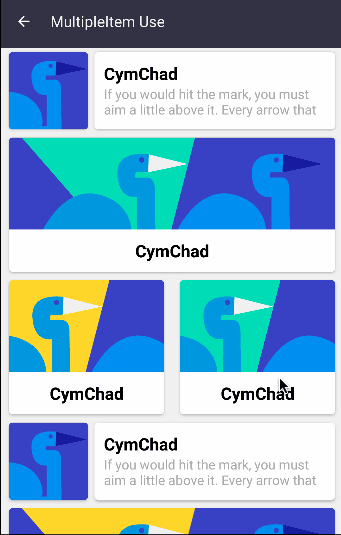 MultipleItem Use
CymChad
If you would hit the mark, you must
aim a little above it. Every arrow that
CymChad
CymChad
CymChad
CymChad
If you would hit the mark, you must
aim a little above it. Every arrow that